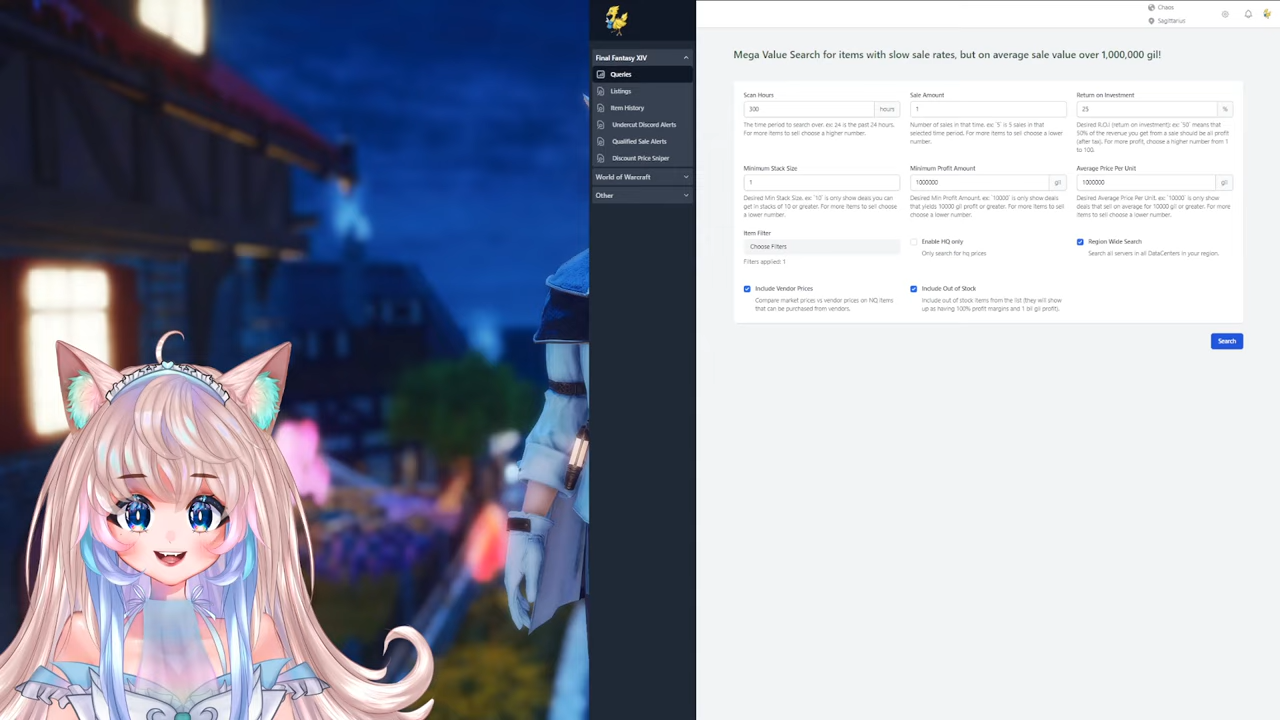 Chaos
Sagittarius
Final Fantasy XIV
Queries
Listings
Item History
Undercut Discord Alerts
Qualified Sale Alerts
Discount Price Sniper
World of Warcraft
Other
Mega Value Search for items with slow sale rates, but on average sale value over 1,000,000 gil!
Scan Hours
300 hours
The time period to search over. ex: 24 is the past 24 hours.
For more items to sell choose a higher number.
Sale Amount
1
Number of sales in that time. ex: '5' is 5 sales in that
selected time period. For more items to sell choose a lower
number.
Return on Investment
25 %
Desired R.O.I (return on investment). ex: '50' means that
50% of the revenue you get from a sale should be all profit
(after tax). For more profit, choose a higher number from 1
to 100.
Minimum Stack Size
1
Desired Min Stack Size. ex '10' is only show deals you can
get in stacks of 10 or greater. For more items to sell choose
a lower number.
Minimum Profit Amount
1000000 gil
Desired Min Profit Amount. ex: '10000' is only show deals
that yields 10000 gil profit or greater. For more items to sell
choose a lower number.
Average Price Per Unit
1000000 gil
Desired Average Price Per Unit. ex: '10000' is only show
deals that sell on average for 10000 gil or greater. For more
items to sell choose a lower number.
Item Filter
Choose Filters
Filters applied: 1
Enable HQ only
Only search for hq prices
Region Wide Search
Search all servers in all DataCenters in your region.
Include Vendor Prices
Compare market prices vs vendor prices on NQ items
that can be purchased from vendors.
Include Out of Stock
Include out of stock items from the list (they will show
up as having 100% profit margins and 1 bil gil profit).
Search